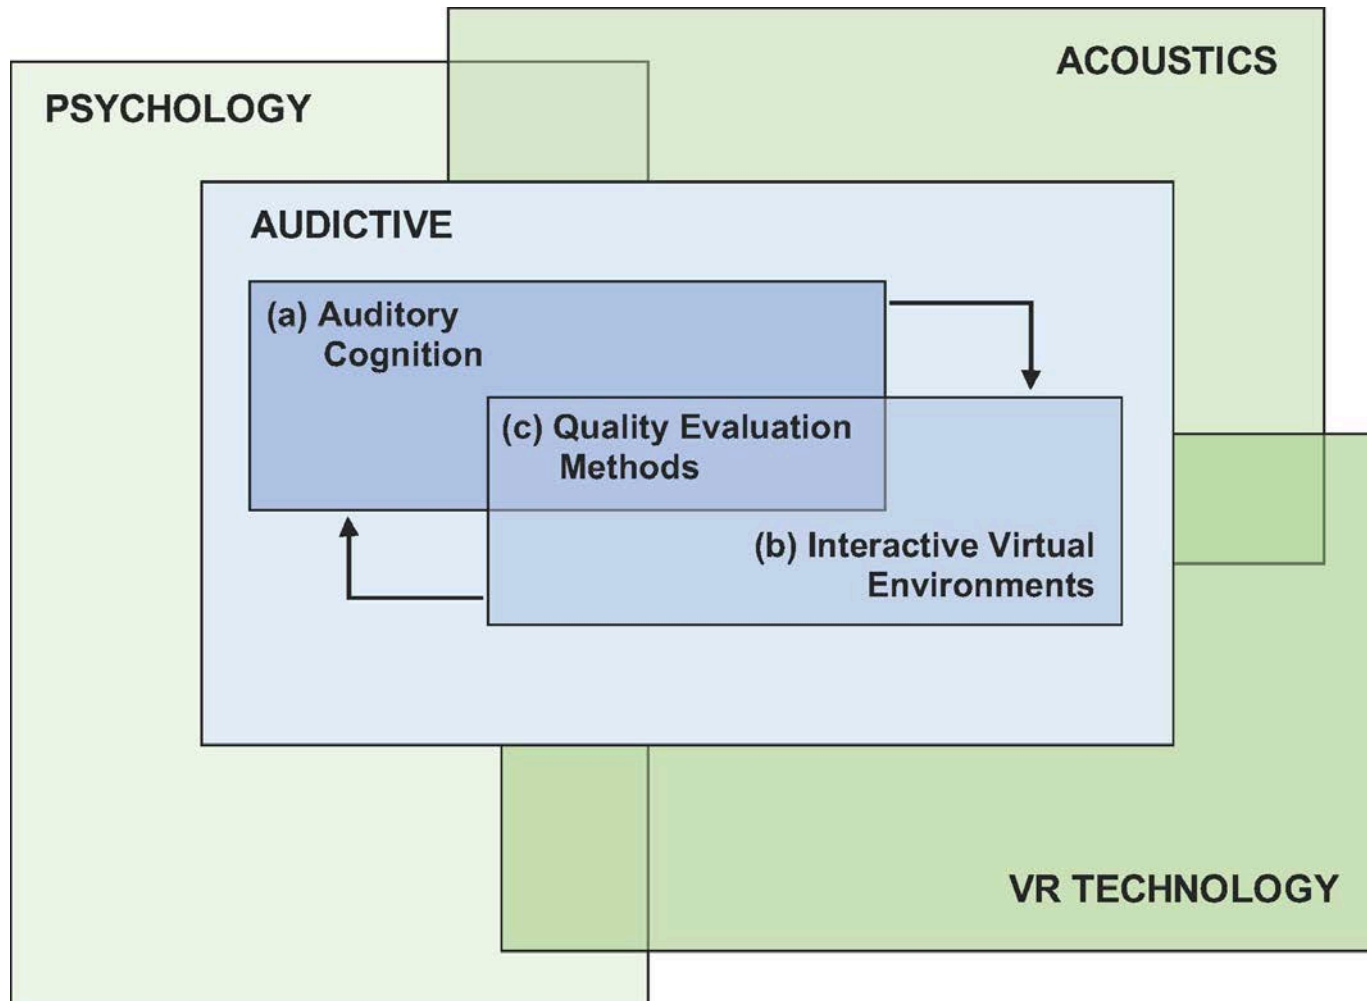 ACOUSTICS
PSYCHOLOGY
AUDICTIVE
(a) Auditory
Cognition
(c) Quality Evaluation
Methods
(b) Interactive Virtual
Environments
VR TECHNOLOGY